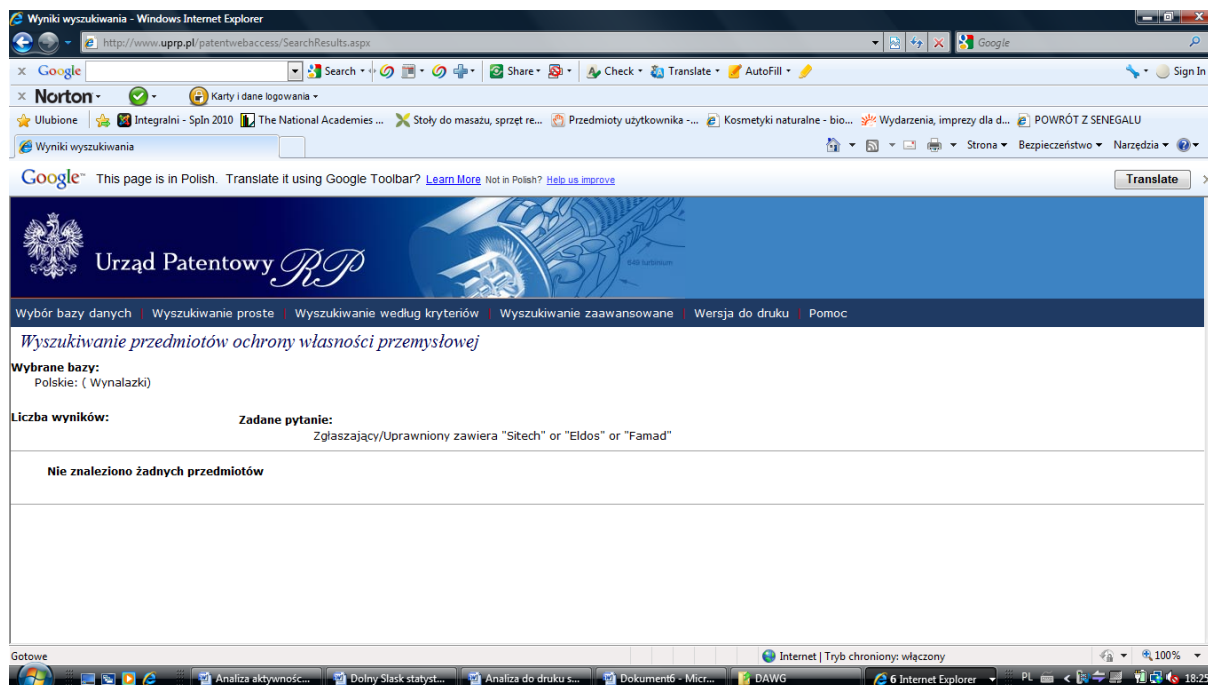 Wyniki wyszukiwania - Windows Internet Explorer
http://www.uprp.pl/patentwebaccess/SearchResults.aspx Google
x Google Search Share Check Translate AutoFill Sign In
x Norton Karty i dane logowania
Ulubione Integralni - SpIn 2010 The National Academies ... Stoły do masażu, sprzęt re... Przedmioty użytkownika -... Kosmetyki naturalne - bio... Wydarzenia, imprezy dla d... POWRÓT Z SENEGALU
Wyniki wyszukiwania Strona Bezpieczeństwo Narzędzia
Google This page is in Polish. Translate it using Google Toolbar? Learn More Not in Polish? Help us improve Translate
Urząd Patentowy RP
Wybór bazy danych | Wyszukiwanie proste | Wyszukiwanie według kryteriów | Wyszukiwanie zaawansowane | Wersja do druku | Pomoc
Wyszukiwanie przedmiotów ochrony własności przemysłowej
Wybrane bazy:
Polskie: ( Wynalazki)
Liczba wyników: Zadane pytanie:
Zgłaszający/Uprawniony zawiera "Sitech" or "Eldos" or "Famad"
Nie znaleziono żadnych przedmiotów
Gotowe Internet | Tryb chroniony: włączony 100%
Analiza aktywnośc... Dolny Slask statyst... Analiza do druku s... Dokument6 - Micr... DAWG 6 Internet Explorer PL 18:25